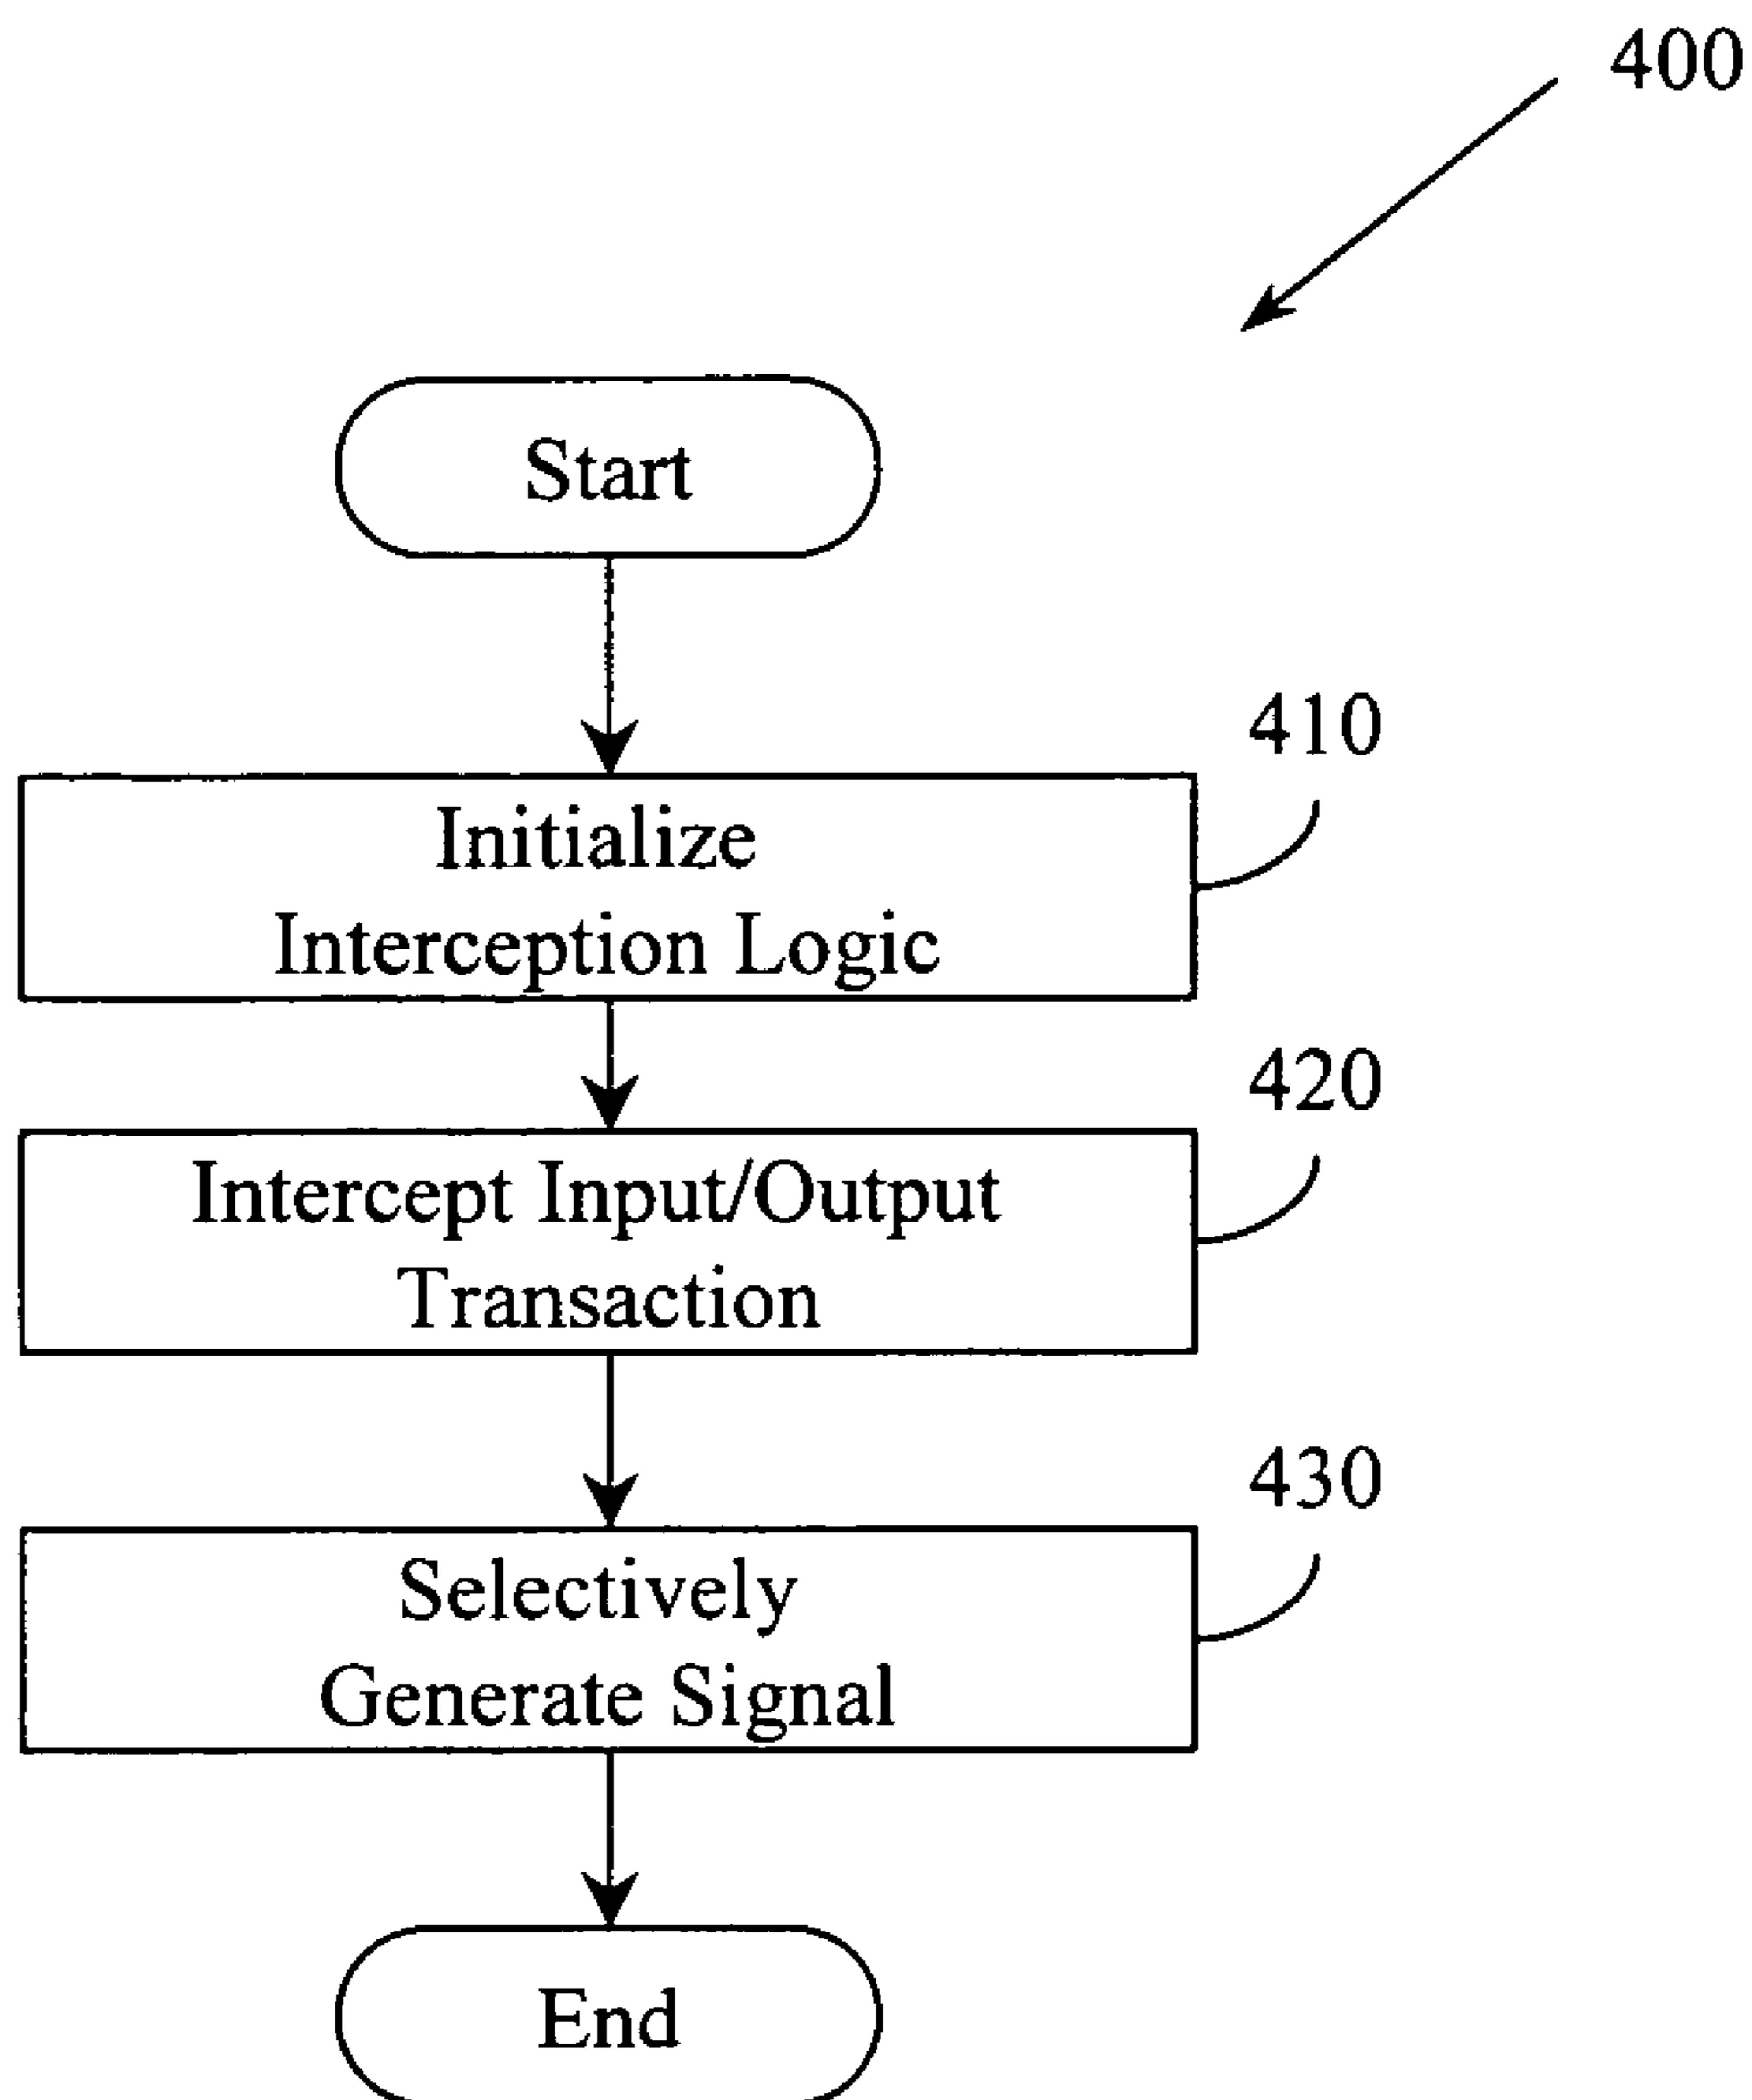 400
Start
410
Initialize
Interception Logic
420
Intercept Input/Output
Transaction
430
Selectively
Generate Signal
End